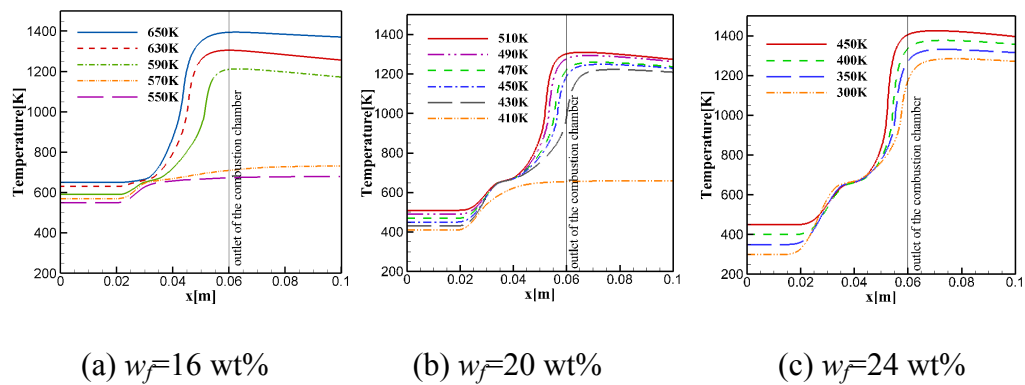 1400
1200
1000
800
600
400
200
Temperature[K]
650K
630K
590K
570K
550K
outlet of the combustion chamber
0 0.02 0.04 0.06 0.08 0.1
x[m]
1400
1200
1000
800
600
400
200
Temperature[K]
510K
490K
470K
450K
430K
410K
outlet of the combustion chamber
0 0.02 0.04 0.06 0.08 0.1
x[m]
1400
1200
1000
800
600
400
200
Temperature[K]
450K
400K
350K
300K
outlet of the combustion chamber
0 0.02 0.04 0.06 0.08 0.1
x[m]
(a) wf=16 wt%
(b) wf=20 wt%
(c) wf=24 wt%